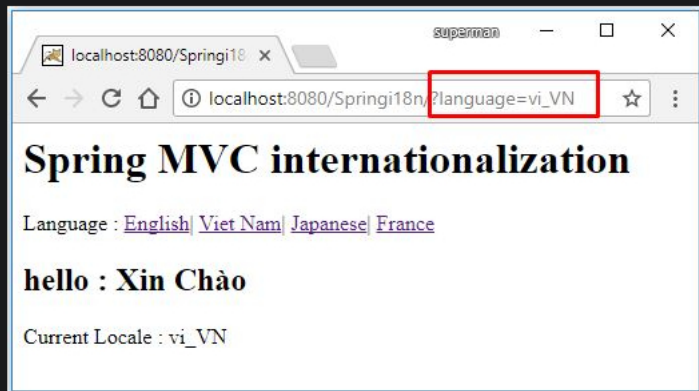 superman
localhost:8080/Springi18
localhost:8080/Springi18n/?language=vi_VN
Spring MVC internationalization
Language : English| Viet Nam| Japanese| France
hello : Xin Chào
Current Locale : vi_VN